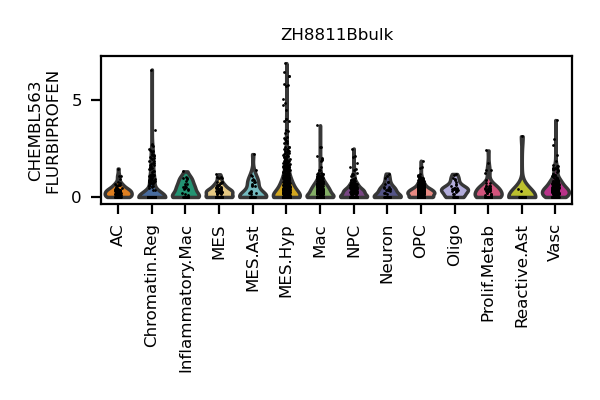 ZH8811Bbulk
CHEMBL563
FLURBIPROFEN
5
0
AC
Chromatin.Reg
Inflammatory.Mac
MES
MES.Ast
MES.Hyp
Mac
NPC
Neuron
OPC
Oligo
Prolif.Metab
Reactive.Ast
Vasc